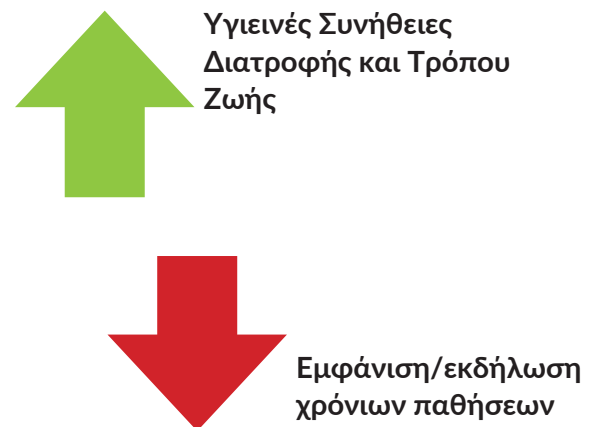 Υγιεινές Συνήθειες
Διατροφής και Τρόπου
Ζωής
Εμφάνιση/εκδήλωση
χρόνιων παθήσεων